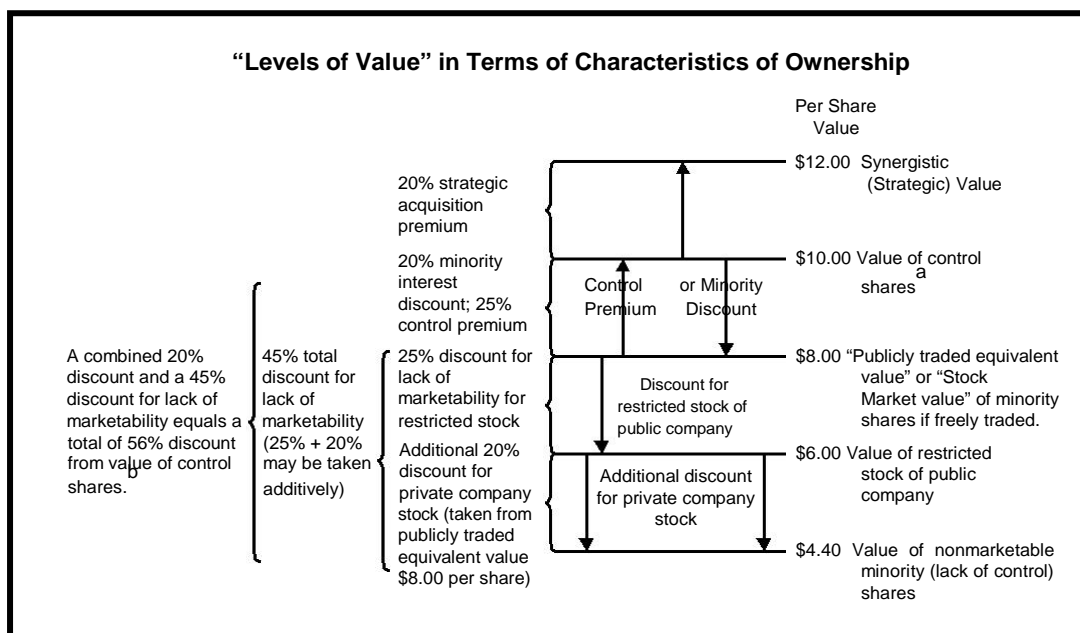 “Levels of Value” in Terms of Characteristics of Ownership
Per Share
Value
$12.00 Synergistic
(Strategic) Value
20% strategic
acquisition
premium
$10.00 Value of control
shares a
20% minority
interest
discount; 25%
control premium
Control
Premium
or Minority
Discount
$8.00 “Publicly traded equivalent
value” or “Stock
Market value” of minority
shares if freely traded.
A combined 20%
discount and a 45%
discount for lack of
marketability equals a
total of 56% discount
from value of control
shares. b
45% total
discount for
lack of
marketability
(25% + 20%
may be taken
additively)
25% discount for
lack of
marketability for
restricted stock
Discount for
restricted stock of
public company
$6.00 Value of restricted
stock of public
company
Additional 20%
discount for
private company
stock (taken from
publicly traded
equivalent value
$8.00 per share)
Additional discount
for private company
stock
$4.40 Value of nonmarketable
minority (lack of control)
shares